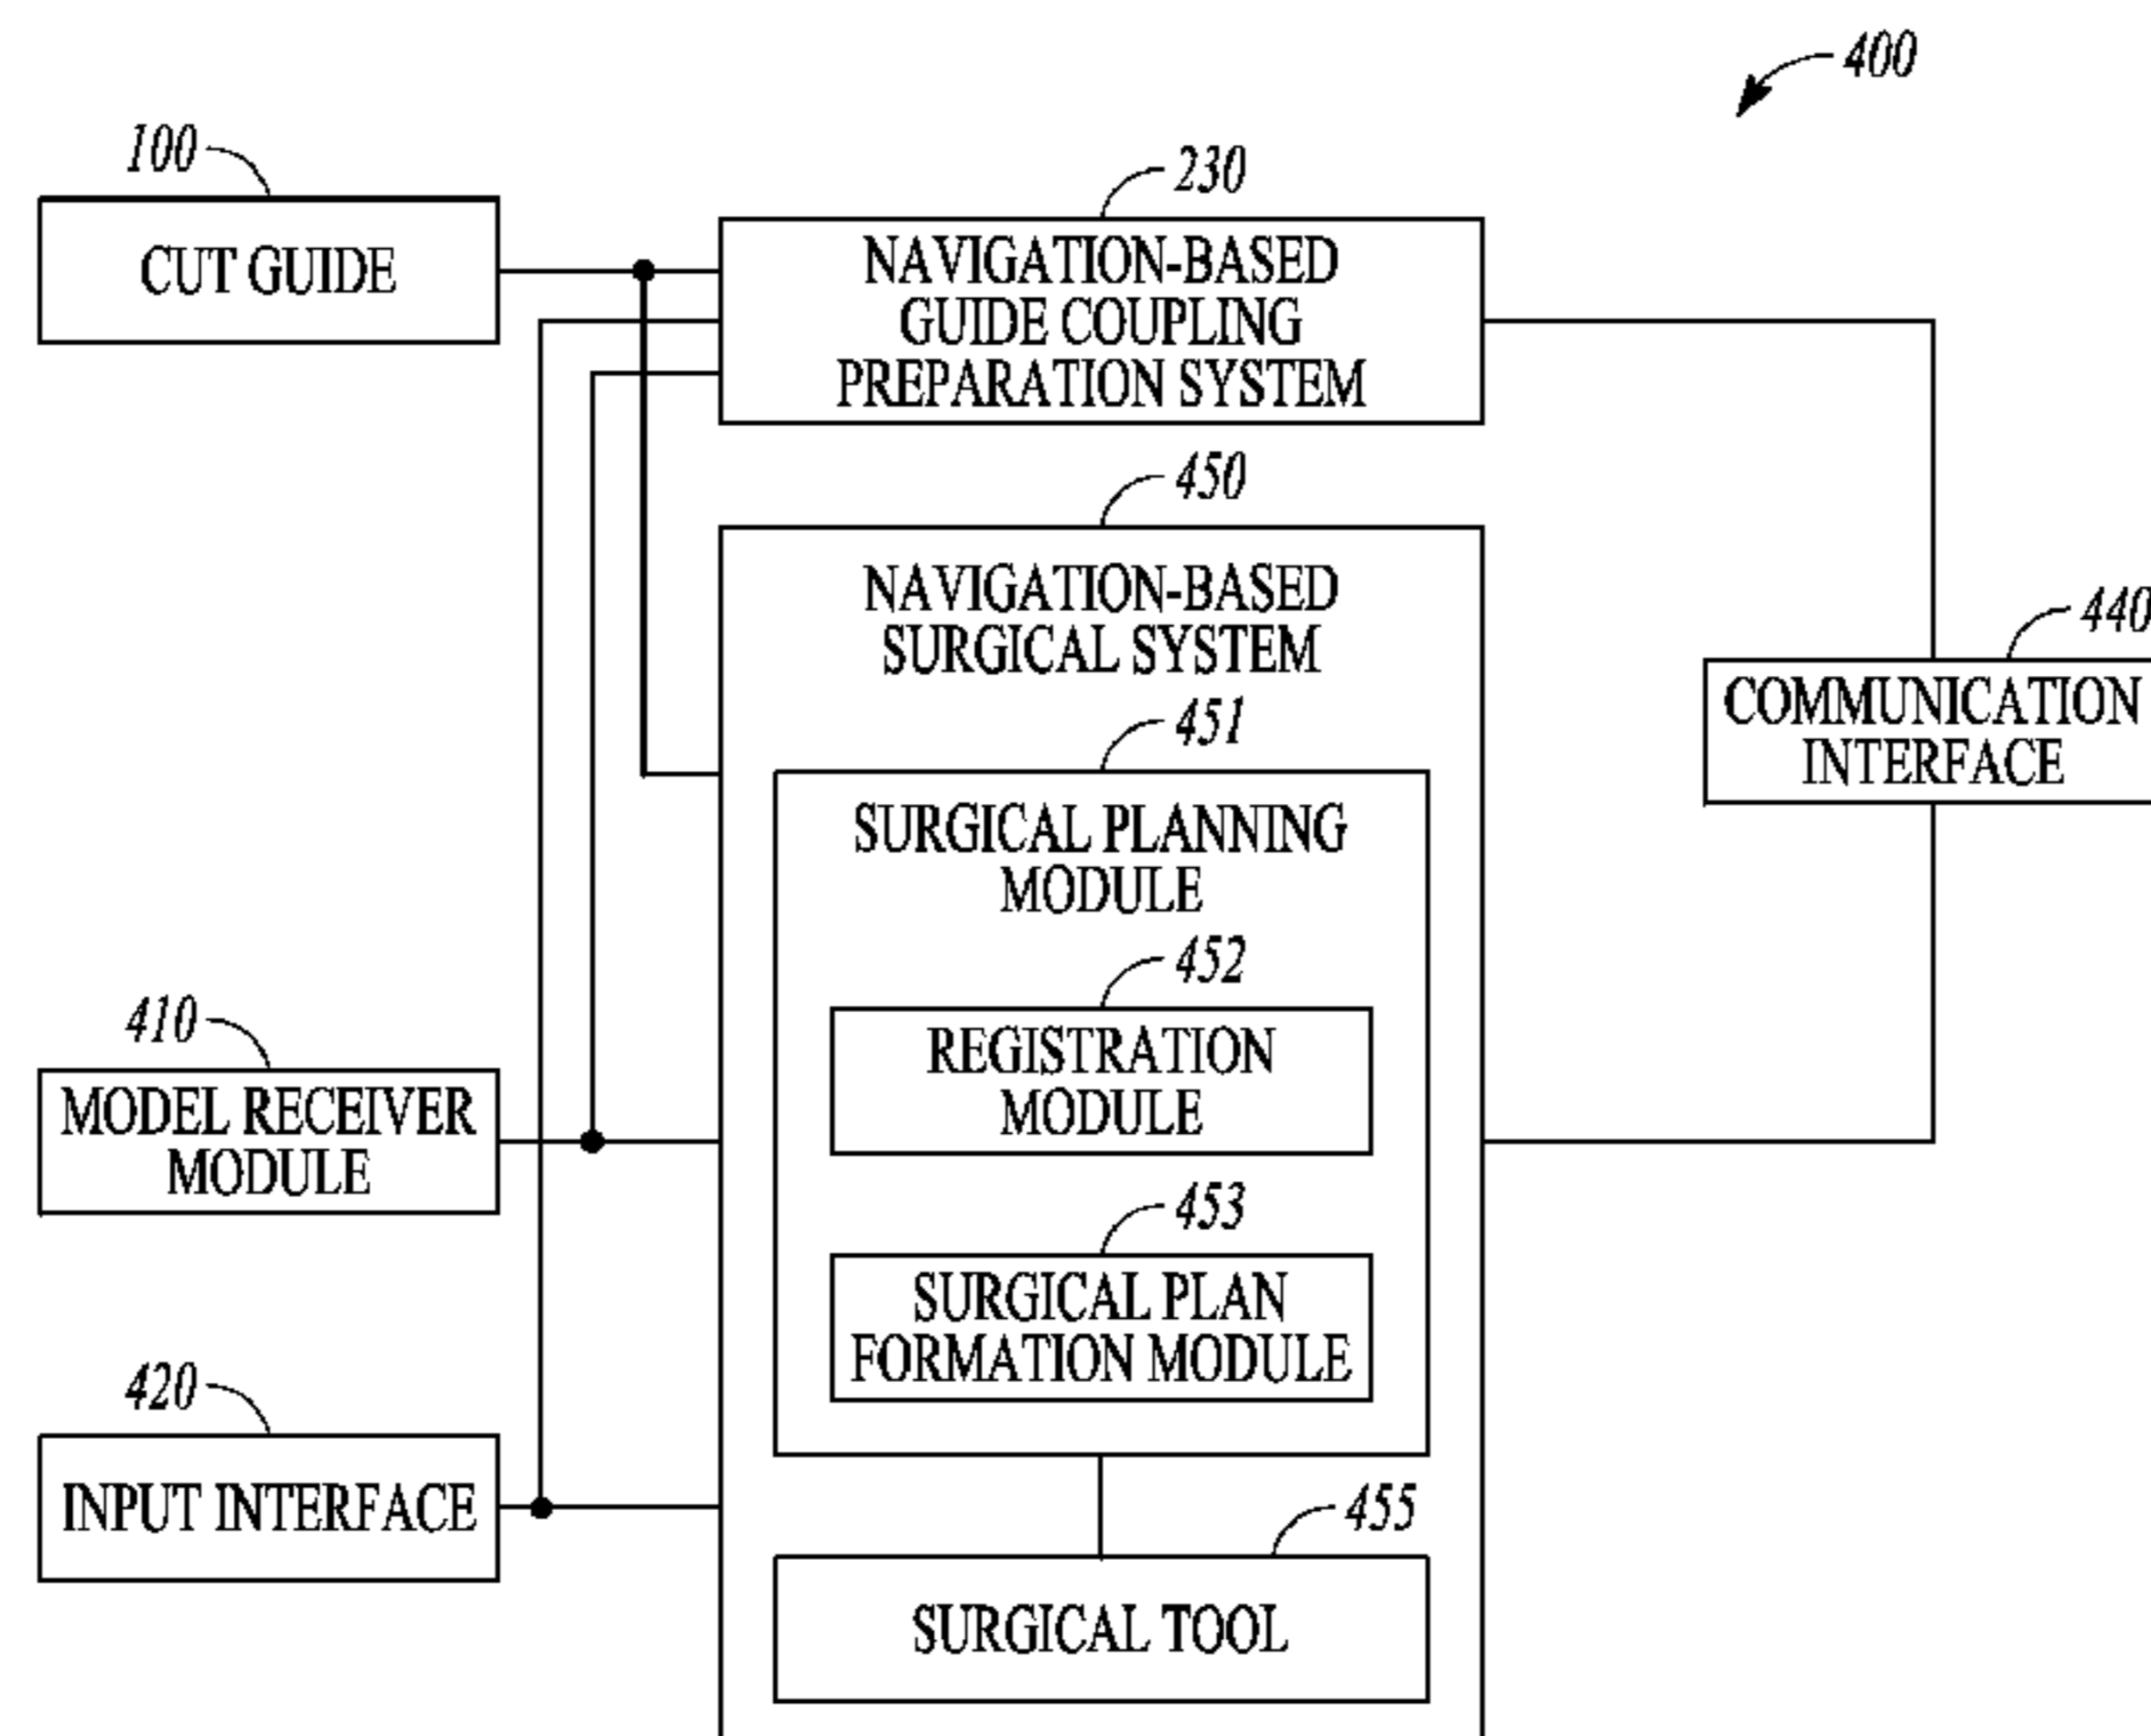 400
100
CUT GUIDE
230
NAVIGATION-BASED
GUIDE COUPLING
PREPARATION SYSTEM
450
NAVIGATION-BASED
SURGICAL SYSTEM
440
COMMUNICATION
INTERFACE
451
SURGICAL PLANNING
MODULE
452
REGISTRATION
MODULE
410
MODEL RECEIVER
MODULE
453
SURGICAL PLAN
FORMATION MODULE
420
INPUT INTERFACE
455
SURGICAL TOOL